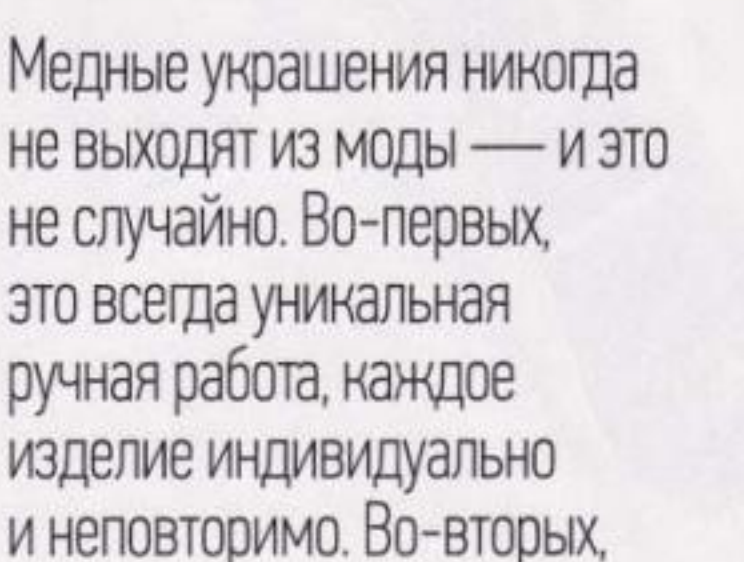 Медные украшения никогда
не выходят из моды — и это
не случайно. Во-первых,
это всегда уникальная
ручная работа, каждое
изделие индивидуально
и неповторимо. Во-вторых,